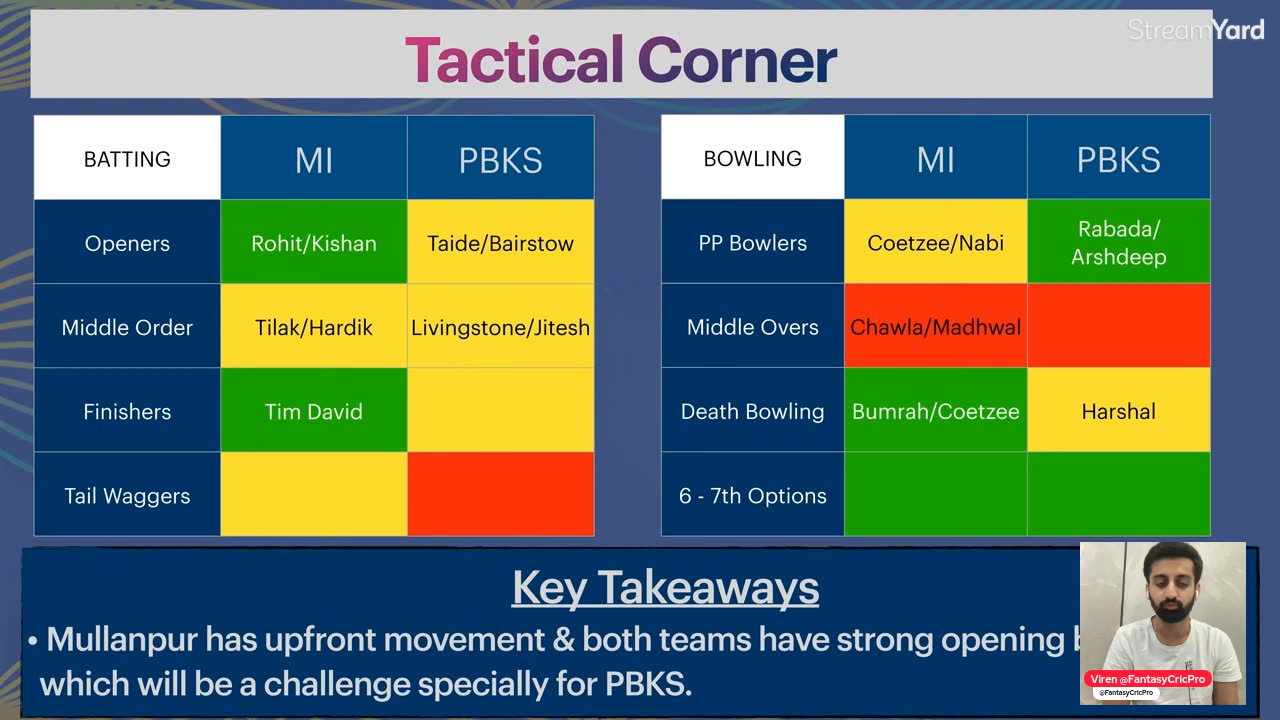 StreamYard
Tactical Corner
BATTING MI PBKS
Openers Rohit/Kishan Taide/Bairstow
Middle Order Tilak/Hardik Livingstone/Jitesh
Finishers Tim David
Tail Waggers
BOWLING MI PBKS
PP Bowlers Coetzee/Nabi Rabada/
Arshdeep
Middle Overs Chawla/Madhwal
Death Bowling Bumrah/Coetzee Harshal
6 - 7th Options
Key Takeaways
• Mullanpur has upfront movement & both teams have strong opening
which will be a challenge specially for PBKS.
Viren @FantasyCricPro
@FantasyCricPro